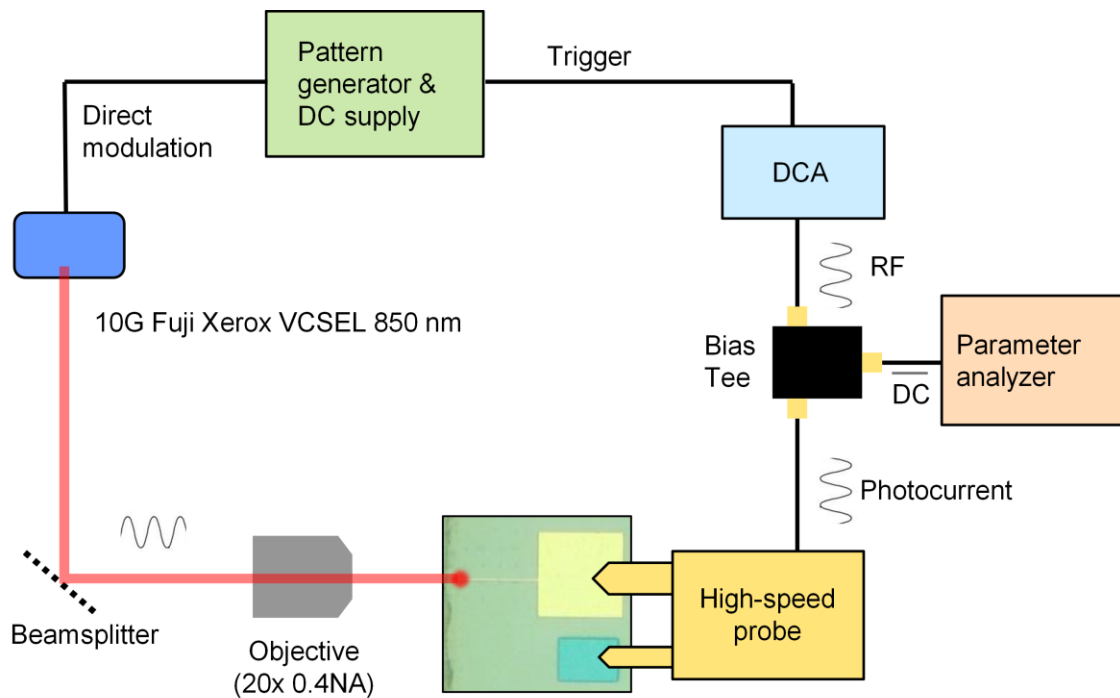 Pattern
generator &
DC supply
Trigger
Direct
modulation
DCA
RF
10G Fuji Xerox VCSEL 850 nm
Bias
Tee
DC
Parameter
analyzer
Photocurrent
Beamsplitter
Objective
(20x 0.4NA)
High-speed
probe